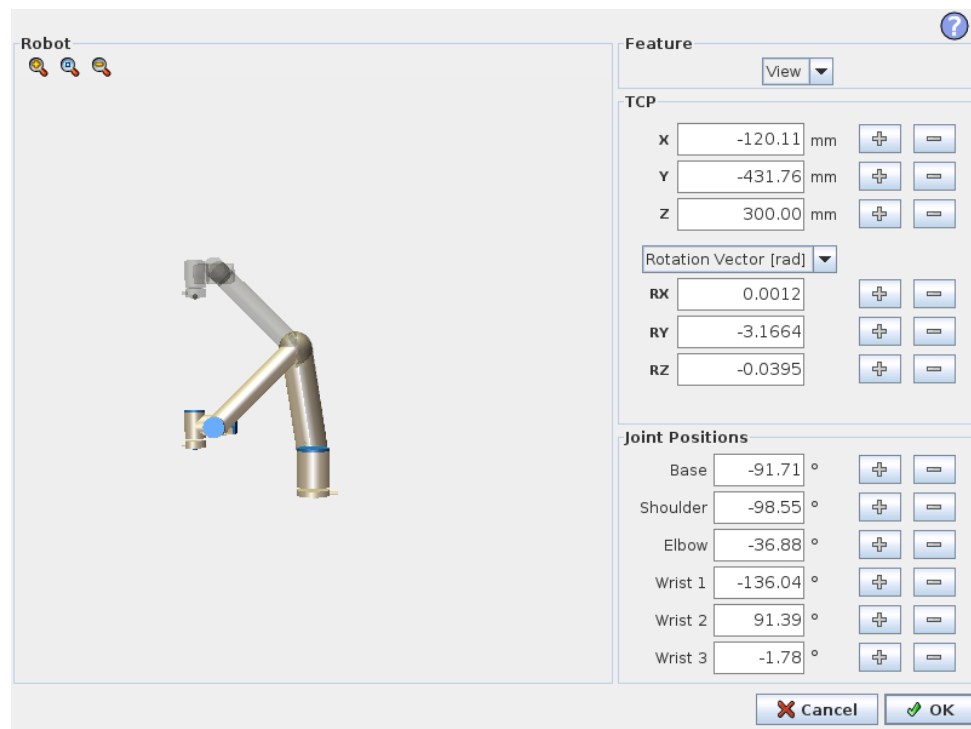 ?
Robot
Feature
View
TCP
X -120.11 mm
Y -431.76 mm
Z 300.00 mm
Rotation Vector [rad]
RX 0.0012
RY -3.1664
RZ -0.0395
Joint Positions
Base -91.71 °
Shoulder -98.55 °
Elbow -36.88 °
Wrist 1 -136.04 °
Wrist 2 91.39 °
Wrist 3 -1.78 °
Cancel OK